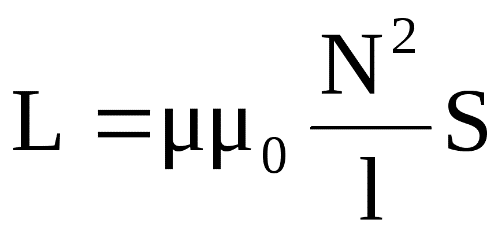 L = μμ₀ N²/l S